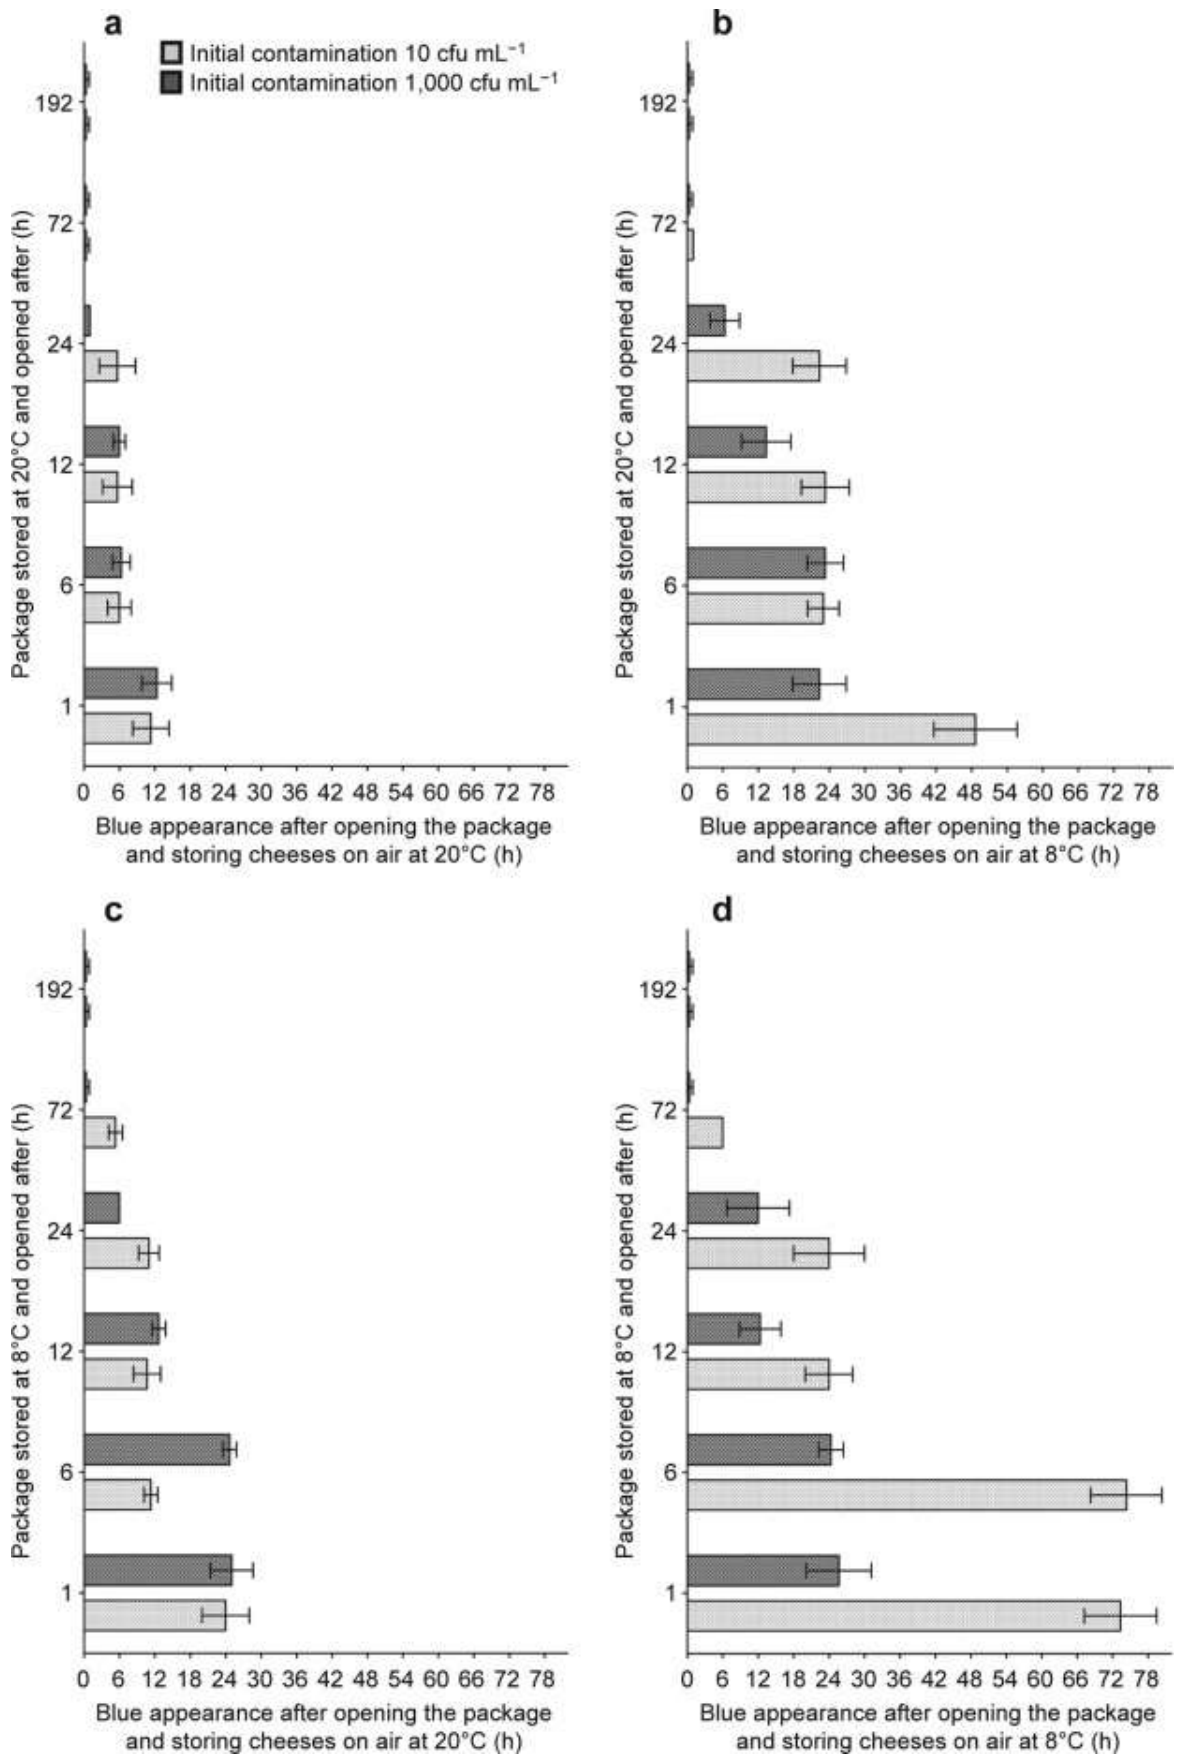 a
Initial contamination 10 cfu mL⁻¹
Initial contamination 1,000 cfu mL⁻¹
Package stored at 20°C and opened after (h)
192
72
24
12
6
1
0 6 12 18 24 30 36 42 48 54 60 66 72 78
Blue appearance after opening the package
and storing cheeses on air at 20°C (h)
b
Package stored at 20°C and opened after (h)
192
72
24
12
6
1
0 6 12 18 24 30 36 42 48 54 60 66 72 78
Blue appearance after opening the package
and storing cheeses on air at 8°C (h)
c
Package stored at 8°C and opened after (h)
192
72
24
12
6
1
0 6 12 18 24 30 36 42 48 54 60 66 72 78
Blue appearance after opening the package
and storing cheeses on air at 20°C (h)
d
Package stored at 8°C and opened after (h)
192
72
24
12
6
1
0 6 12 18 24 30 36 42 48 54 60 66 72 78
Blue appearance after opening the package
and storing cheeses on air at 8°C (h)